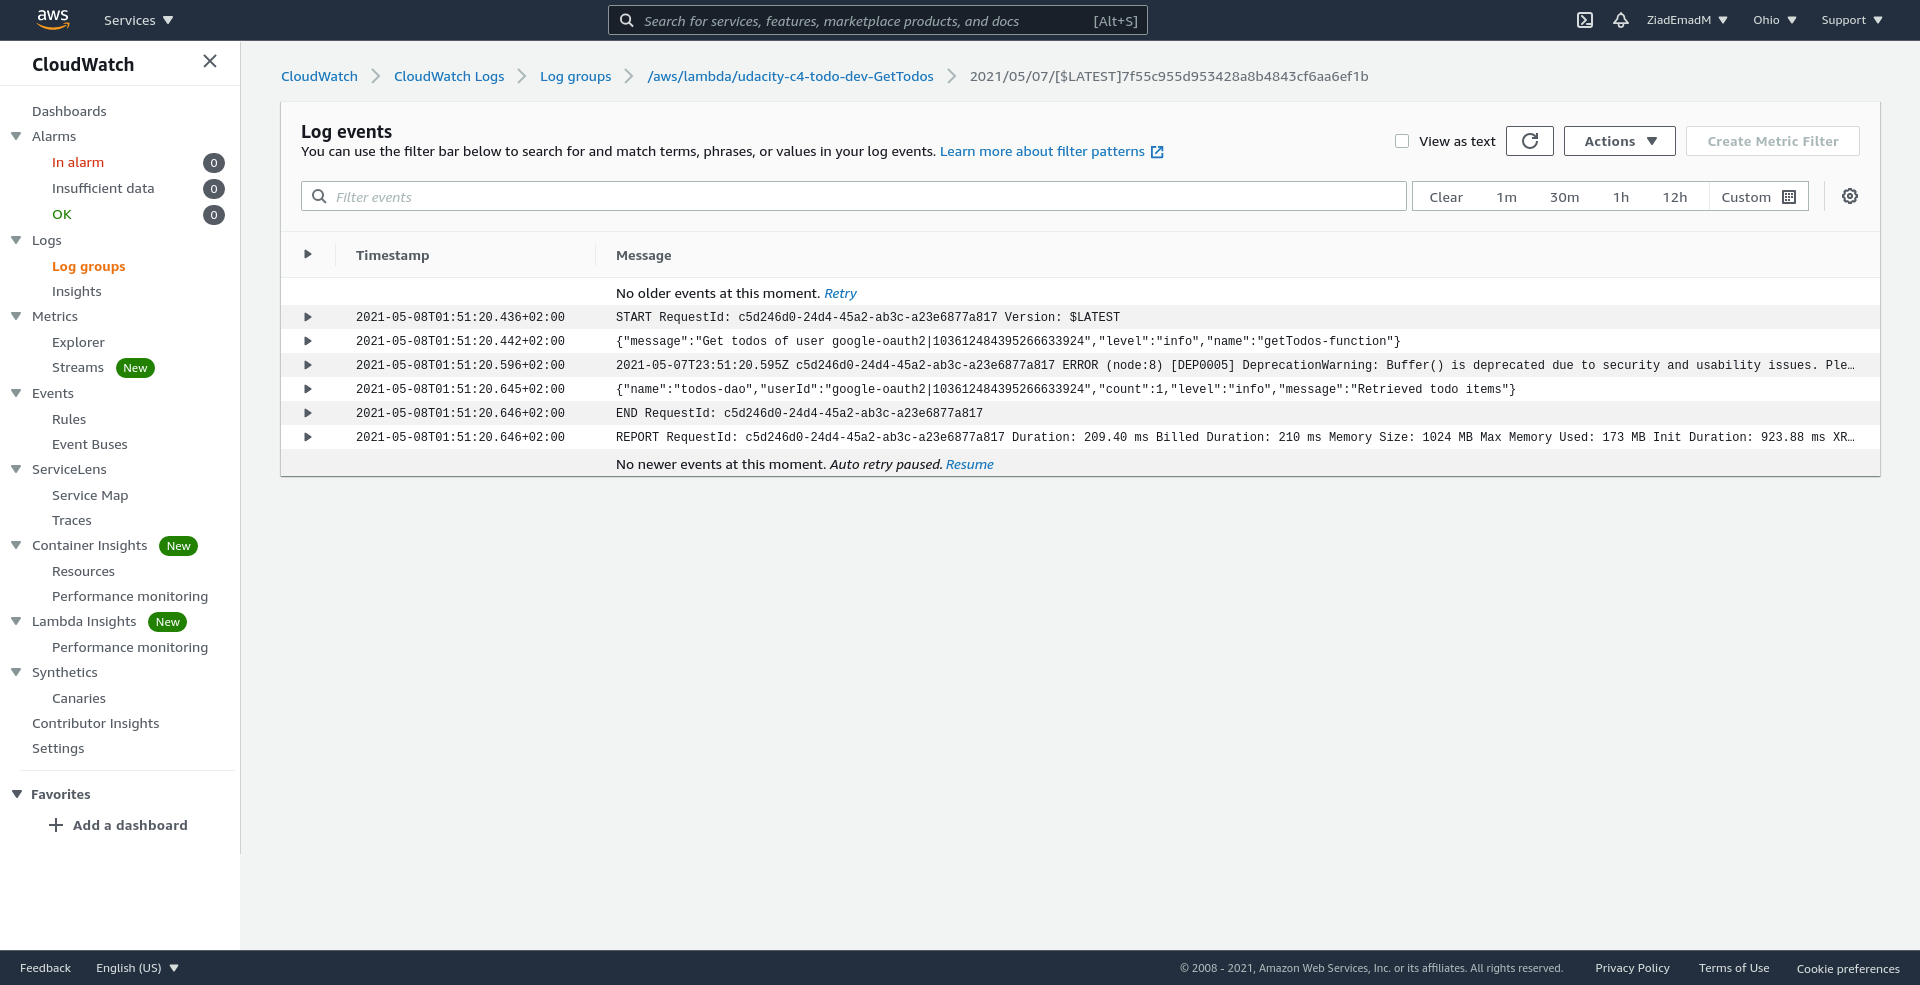 aws Services Search for services, features, marketplace products, and docs [Alt+S] ZiadEmadM Ohio Support
CloudWatch
Dashboards
Alarms
In alarm 0
Insufficient data 0
OK 0
Logs
Log groups
Insights
Metrics
Explorer
Streams New
Events
Rules
Event Buses
ServiceLens
Service Map
Traces
Container Insights New
Resources
Performance monitoring
Lambda Insights New
Performance monitoring
Synthetics
Canaries
Contributor Insights
Settings
Favorites
Add a dashboard
CloudWatch CloudWatch Logs Log groups /aws/lambda/udacity-c4-todo-dev-GetTodos 2021/05/07/[$LATEST]7f55c955d953428a8b4843cf6aa6ef1b
Log events
You can use the filter bar below to search for and match terms, phrases, or values in your log events. Learn more about filter patterns
View as text Actions Create Metric Filter
Filter events Clear 1m 30m 1h 12h Custom
Timestamp Message
No older events at this moment. Retry
2021-05-08T01:51:20.436+02:00 START RequestId: c5d246d0-24d4-45a2-ab3c-a23e6877a817 Version: $LATEST
2021-05-08T01:51:20.442+02:00 {"message":"Get todos of user google-oauth2|103612484395266633924","level":"info","name":"getTodos-function"}
2021-05-08T01:51:20.596+02:00 2021-05-07T23:51:20.595Z c5d246d0-24d4-45a2-ab3c-a23e6877a817 ERROR (node:8) [DEP0005] DeprecationWarning: Buffer() is deprecated due to security and usability issues. Ple…
2021-05-08T01:51:20.645+02:00 {"name":"todos-dao","userId":"google-oauth2|103612484395266633924","count":1,"level":"info","message":"Retrieved todo items"}
2021-05-08T01:51:20.646+02:00 END RequestId: c5d246d0-24d4-45a2-ab3c-a23e6877a817
2021-05-08T01:51:20.646+02:00 REPORT RequestId: c5d246d0-24d4-45a2-ab3c-a23e6877a817 Duration: 209.40 ms Billed Duration: 210 ms Memory Size: 1024 MB Max Memory Used: 173 MB Init Duration: 923.88 ms XR…
No newer events at this moment. Auto retry paused. Resume
Feedback English (US) © 2008 - 2021, Amazon Web Services, Inc. or its affiliates. All rights reserved. Privacy Policy Terms of Use Cookie preferences